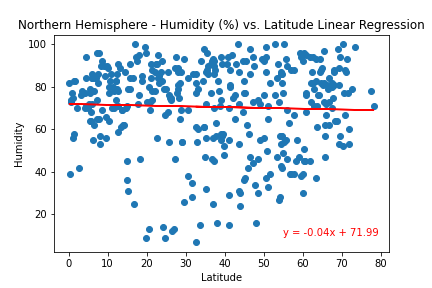 Northern Hemisphere - Humidity (%) vs. Latitude Linear Regression
100
80
60
40
20
Humidity
0 10 20 30 40 50 60 70 80
Latitude
y = -0.04x + 71.99